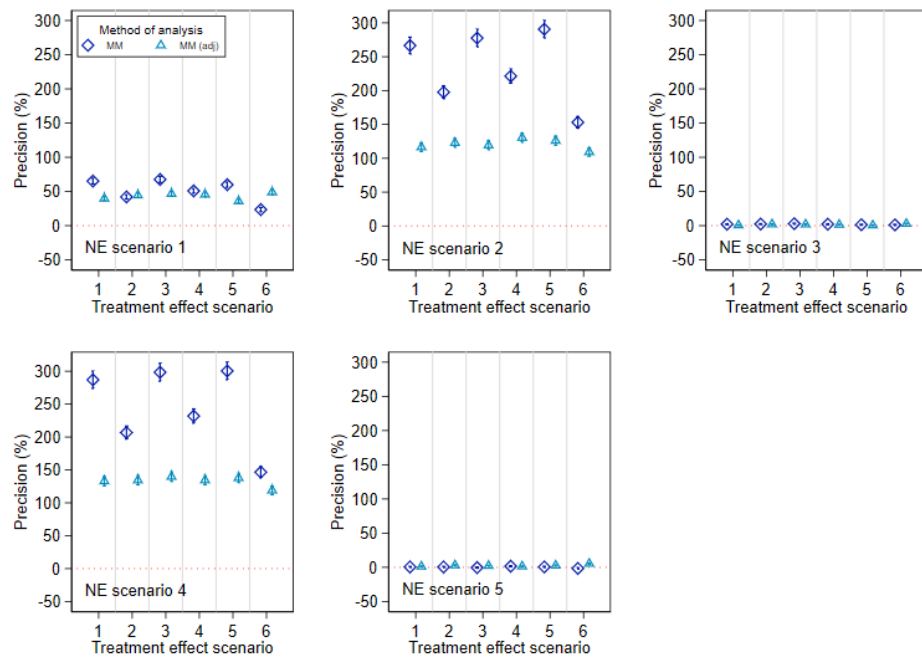 Method of analysis
MM MM (adj)
Precision (%)
300
250
200
150
100
50
0
-50
NE scenario 1
1 2 3 4 5 6
Treatment effect scenario
Precision (%)
300
250
200
150
100
50
0
-50
NE scenario 2
1 2 3 4 5 6
Treatment effect scenario
Precision (%)
300
250
200
150
100
50
0
-50
NE scenario 3
1 2 3 4 5 6
Treatment effect scenario
Precision (%)
300
250
200
150
100
50
0
-50
NE scenario 4
1 2 3 4 5 6
Treatment effect scenario
Precision (%)
300
250
200
150
100
50
0
-50
NE scenario 5
1 2 3 4 5 6
Treatment effect scenario